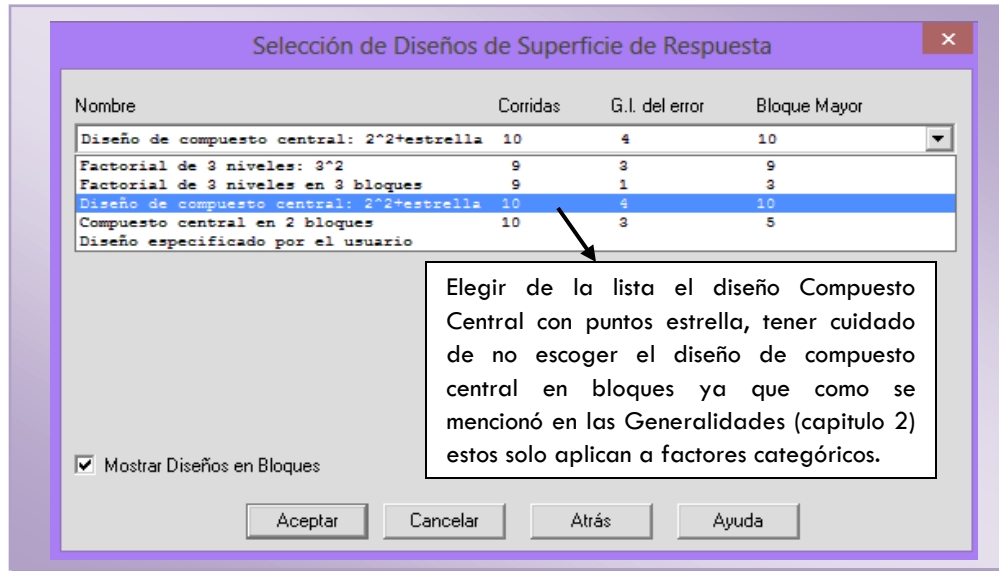 Selección de Diseños de Superficie de Respuesta
×
Nombre Corridas G.l. del error Bloque Mayor
Diseño de compuesto central: 2^2+estrella 10 4 10
Factorial de 3 niveles: 3^2 9 3 9
Factorial de 3 niveles en 3 bloques 9 1 3
Diseño de compuesto central: 2^2+estrella 10 4 10
Compuesto central en 2 bloques 10 3 5
Diseño especificado por el usuario
Elegir de la lista el diseño Compuesto
Central con puntos estrella, tener cuidado
de no escoger el diseño de compuesto
central en bloques ya que como se
mencionó en las Generalidades (capitulo 2)
estos solo aplican a factores categóricos.
Mostrar Diseños en Bloques
Aceptar Cancelar Atrás Ayuda